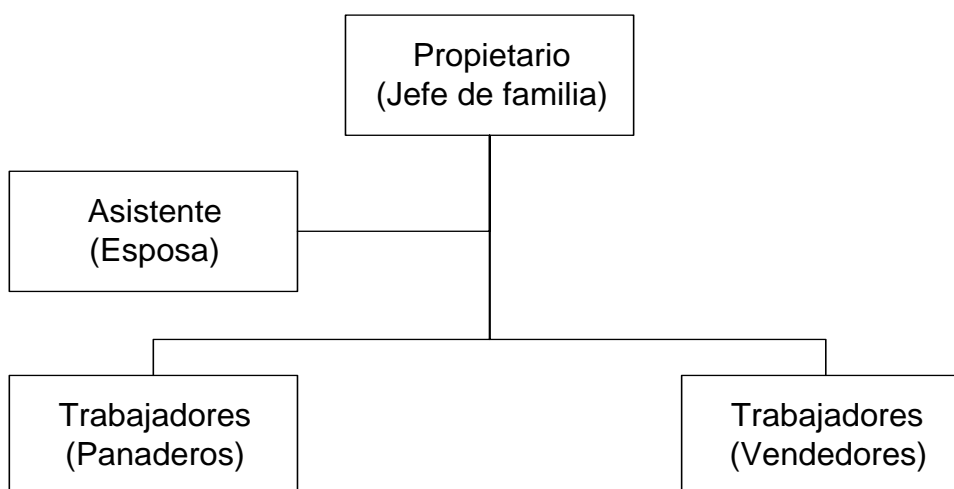 Propietario
(Jefe de familia)
Asistente
(Esposa)
Trabajadores
(Panaderos)
Trabajadores
(Vendedores)